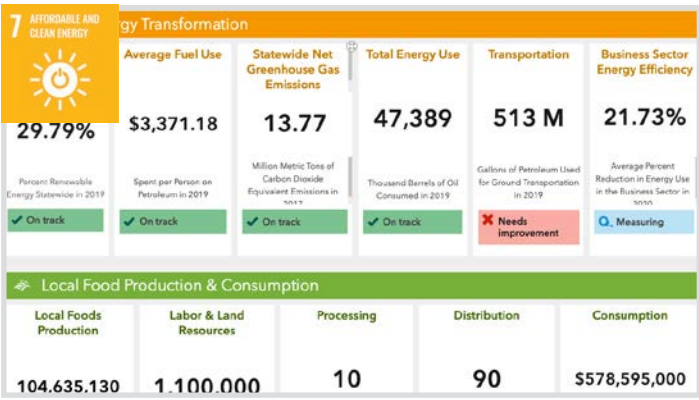 7 AFFORDABLE AND
CLEAN ENERGY
gy Transformation
29.79%
Percent Renewable
Energy Statewide in 2019
On track
Average Fuel Use
$3,371.18
Spent per Person on
Petroleum in 2019
On track
Statewide Net
Greenhouse Gas
Emissions
13.77
Million Metric Tons of
Carbon Dioxide
Equivalent Emissions in
2017
On track
Total Energy Use
47,389
Thousand Barrels of Oil
Consumed in 2019
On track
Transportation
513 M
Gallons of Petroleum Used
for Ground Transportation
in 2019
Needs
improvement
Business Sector
Energy Efficiency
21.73%
Average Percent
Reduction in Energy Use
in the Business Sector in
2020
Measuring
Local Food Production & Consumption
Local Foods
Production
104,635,130
Labor & Land
Resources
1,100,000
Processing
10
Distribution
90
Consumption
$578,595,000